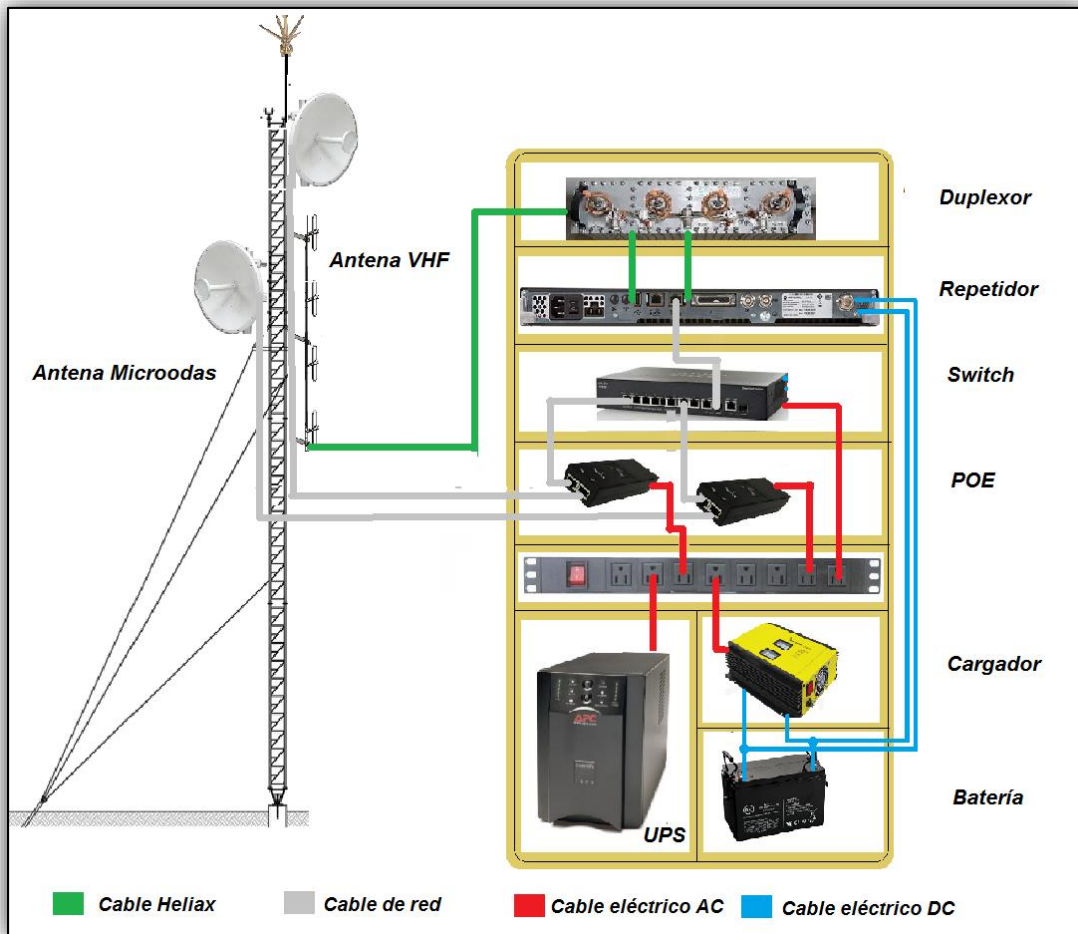 Duplexor
Antena VHF
Repetidor
Antena Microodas
Switch
POE
Cargador
APC
Batería
UPS
Cable Heliax
Cable de red
Cable eléctrico AC
Cable eléctrico DC